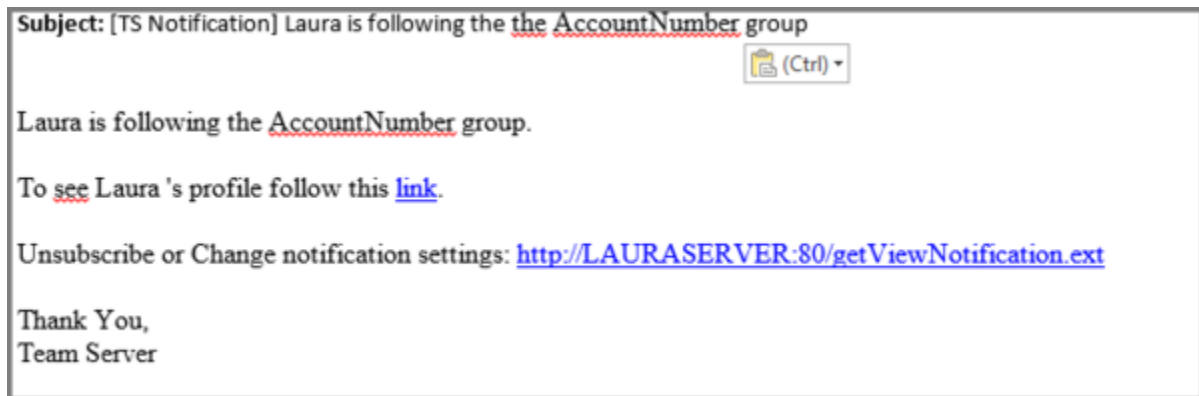 Subject: [TS Notification] Laura is following the the AccountNumber group
(Ctrl)
Laura is following the AccountNumber group.
To see Laura 's profile follow this link.
Unsubscribe or Change notification settings: http://LAURASERVER:80/getViewNotification.ext
Thank You,
Team Server